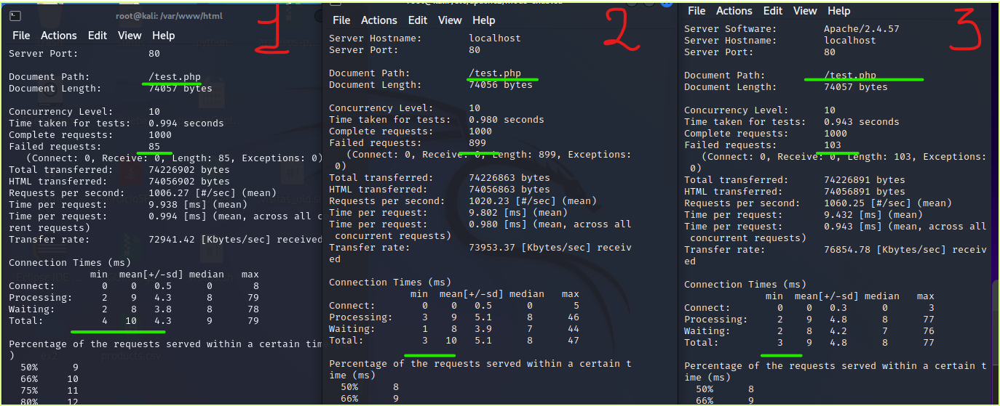 root@kali: /var/www/html
1
File Actions Edit View Help
Server Port: 80
Document Path: /test.php
Document Length: 74057 bytes
Concurrency Level: 10
Time taken for tests: 0.994 seconds
Complete requests: 1000
Failed requests: 85
(Connect: 0, Receive: 0, Length: 85, Exceptions: 0)
Total transferred: 74226902 bytes
HTML transferred: 74056902 bytes
Requests per second: 1006.27 [#/sec] (mean)
Time per request: 9.938 [ms] (mean)
Time per request: 0.994 [ms] (mean, across all c
rent requests)
Transfer rate: 72941.42 [Kbytes/sec] received
Connection Times (ms)
min mean[+/-sd] median max
Connect: 0 0 0.5 0 8
Processing: 2 9 4.3 8 79
Waiting: 2 8 3.8 8 78
Total: 4 10 4.3 9 79
Percentage of the requests served within a certain tim
)
50% 9
66% 10
75% 11
80% 12
2
File Actions Edit View Help
Server Hostname: localhost
Server Port: 80
Document Path: /test.php
Document Length: 74056 bytes
Concurrency Level: 10
Time taken for tests: 0.980 seconds
Complete requests: 1000
Failed requests: 899
(Connect: 0, Receive: 0, Length: 899, Exceptions:
0)
Total transferred: 74226863 bytes
HTML transferred: 74056863 bytes
Requests per second: 1020.23 [#/sec] (mean)
Time per request: 9.802 [ms] (mean)
Time per request: 0.980 [ms] (mean, across all
concurrent requests)
Transfer rate: 73953.37 [Kbytes/sec] receiv
ed
Connection Times (ms)
min mean[+/-sd] median max
Connect: 0 0 0.5 0 5
Processing: 3 9 5.1 8 46
Waiting: 1 8 3.9 7 44
Total: 3 10 5.1 8 47
Percentage of the requests served within a certain t
ime (ms)
50% 8
66% 9
3
File Actions Edit View Help
Server Software: Apache/2.4.57
Server Hostname: localhost
Server Port: 80
Document Path: /test.php
Document Length: 74057 bytes
Concurrency Level: 10
Time taken for tests: 0.943 seconds
Complete requests: 1000
Failed requests: 103
(Connect: 0, Receive: 0, Length: 103, Exceptions:
0)
Total transferred: 74226891 bytes
HTML transferred: 74056891 bytes
Requests per second: 1060.25 [#/sec] (mean)
Time per request: 9.432 [ms] (mean)
Time per request: 0.943 [ms] (mean, across all
concurrent requests)
Transfer rate: 76854.78 [Kbytes/sec] receiv
ed
Connection Times (ms)
min mean[+/-sd] median max
Connect: 0 0 0.3 0 3
Processing: 2 9 4.8 8 77
Waiting: 2 8 4.2 7 76
Total: 3 9 4.8 8 77
Percentage of the requests served within a certain t
ime (ms)
50% 8
66% 9